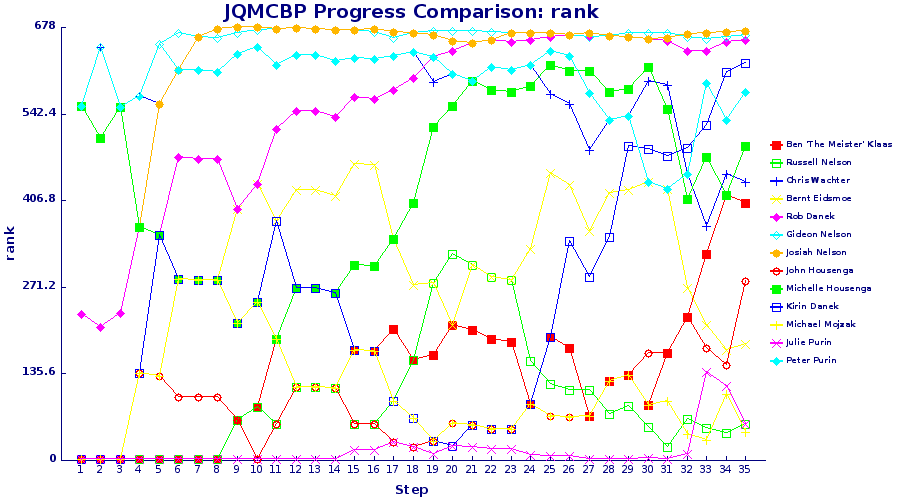 JQMCBP Progress Comparison: rank
678
542.4
406.8
271.2
135.6
0
rank
1 2 3 4 5 6 7 8 9 10 11 12 13 14 15 16 17 18 19 20 21 22 23 24 25 26 27 28 29 30 31 32 33 34 35
Step
Ben 'The Meister' Klaas
Russell Nelson
Chris Wachter
Bernt Eidsmoe
Rob Danek
Gideon Nelson
Josiah Nelson
John Housenga
Michelle Housenga
Kirin Danek
Michael Mojzak
Julie Purin
Peter Purin